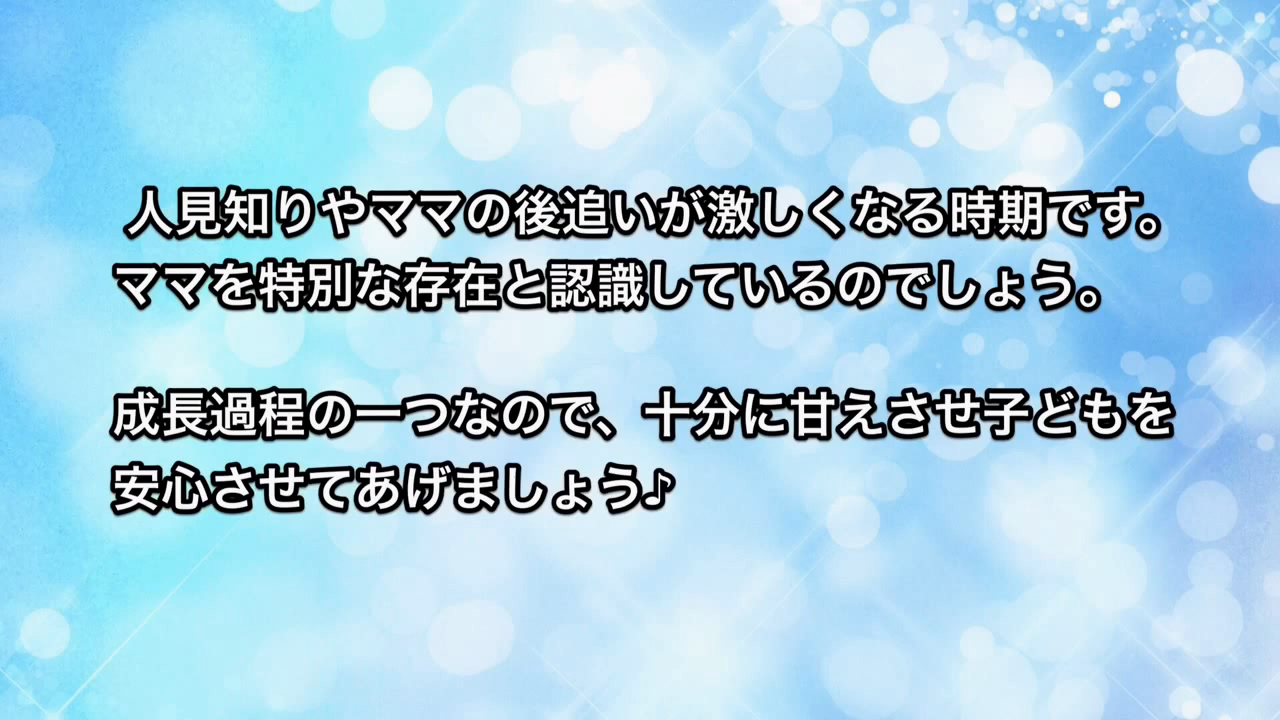 人見知りやママの後追いが激しくなる時期です。
ママを特別な存在と認識しているのでしょう。
成長過程の一つなので、十分に甘えさせ子どもを
安心させてあげましょう♪